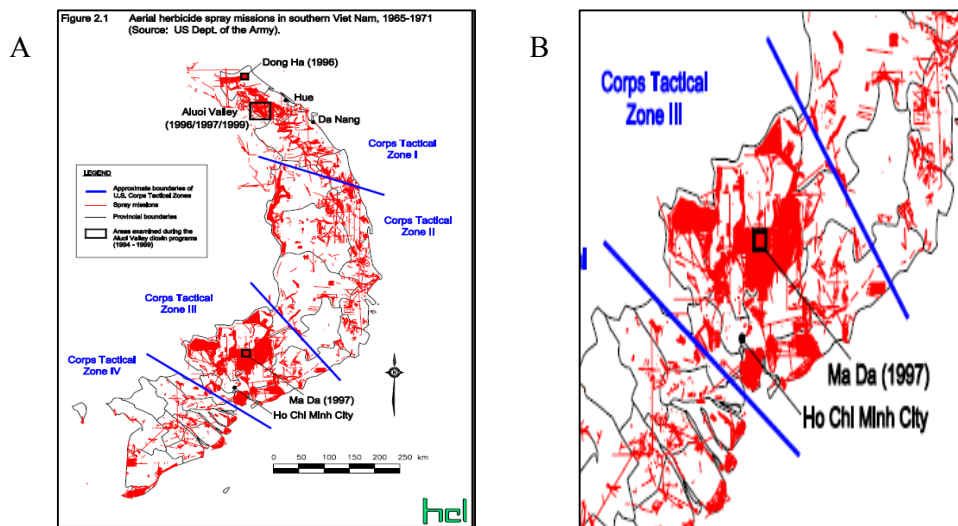 A
Figure 2.1 Aerial herbicide spray missions in southern Viet Nam, 1965-1971
(Source: US Dept. of the Army).
Dong Ha (1996)
Hue
Aluoi Valley
(1996/1997/1999)
Da Nang
Corps Tactical
Zone I
LEGEND
Approximate boundaries of
U.S. Corps Tactical Zones
Spray missions
Provincial boundaries
Areas examined during the
Aluoi Valley dioxin programs
(1994 - 1999)
Corps Tactical
Zone II
Corps Tactical
Zone III
Corps Tactical
Zone IV
Ma Da (1997)
Ho Chi Minh City
0 50 100 150 200 250 km
hcl
B
Corps Tactical
Zone III
Ma Da (1997)
Ho Chi Minh City